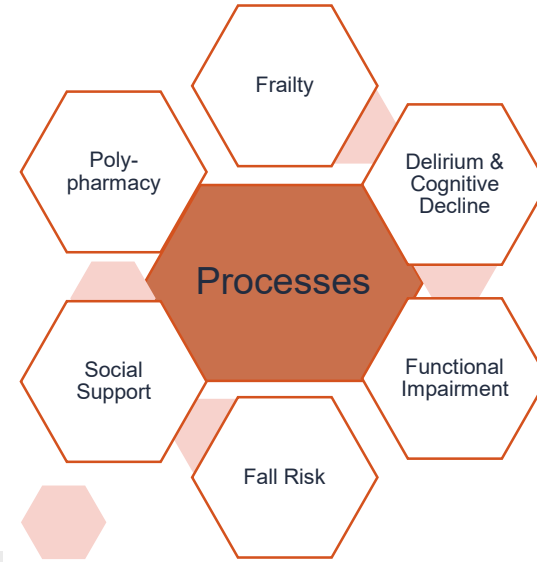 Frailty
Poly-
pharmacy
Delirium &
Cognitive
Decline
Processes
Social
Support
Functional
Impairment
Fall Risk